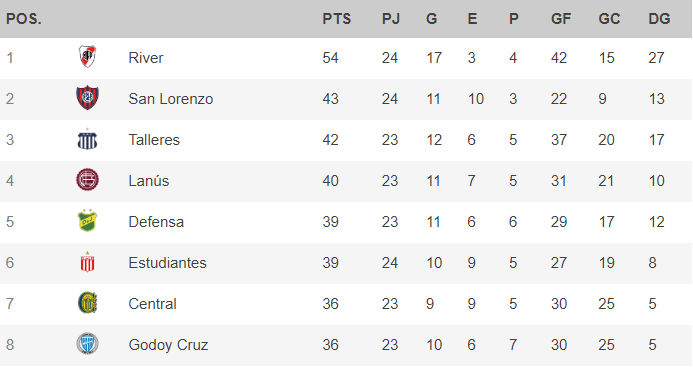 POS. PTS PJ G E P GF GC DG
1 River 54 24 17 3 4 42 15 27
2 San Lorenzo 43 24 11 10 3 22 9 13
3 Talleres 42 23 12 6 5 37 20 17
4 Lanús 40 23 11 7 5 31 21 10
5 Defensa 39 23 11 6 6 29 17 12
6 Estudiantes 39 24 10 9 5 27 19 8
7 Central 36 23 9 9 5 30 25 5
8 Godoy Cruz 36 23 10 6 7 30 25 5